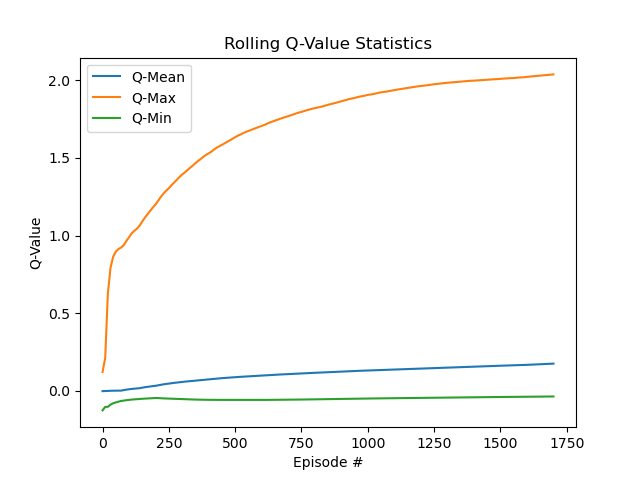 Rolling Q-Value Statistics
Q-Mean
Q-Max
Q-Min
Q-Value
2.0
1.5
1.0
0.5
0.0
0 250 500 750 1000 1250 1500 1750
Episode #